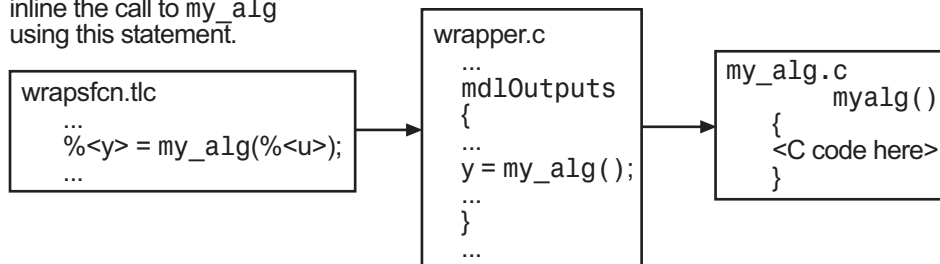 inline the call to my_alg
using this statement.
wrapsfcn.tlc
...
%<y> = my_alg(%<u>);
...
wrapper.c
...
mdlOutputs
{
...
y = my_alg();
...
}
...
my_alg.c
myalg()
{
<C code here>
}